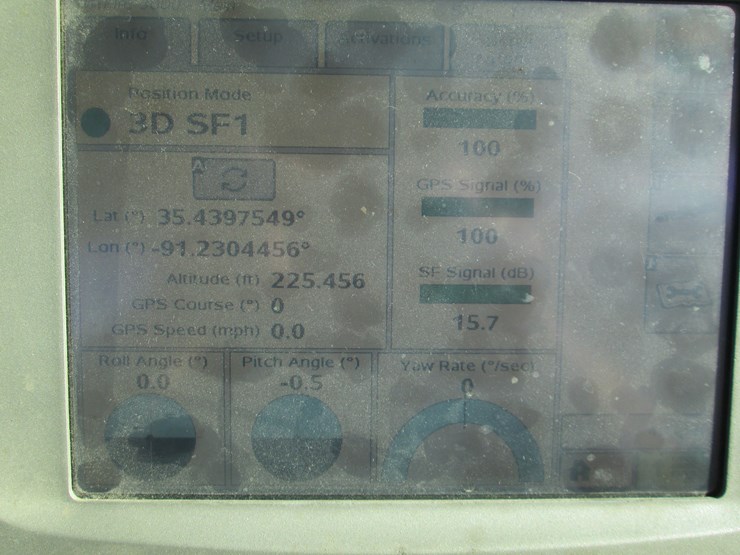 Info
Setup
Activations
Position Mode
3D SF1
A
Lat (°) 35.4397549°
Lon (°) -91.2304456°
Altitude (ft) 225.456
GPS Course (°) 0
GPS Speed (mph) 0.0
Accuracy (%)
100
GPS Signal (%)
100
SF Signal (dB)
15.7
Roll Angle (°)
0.0
Pitch Angle (°)
-0.5
Yaw Rate (°/sec)
0